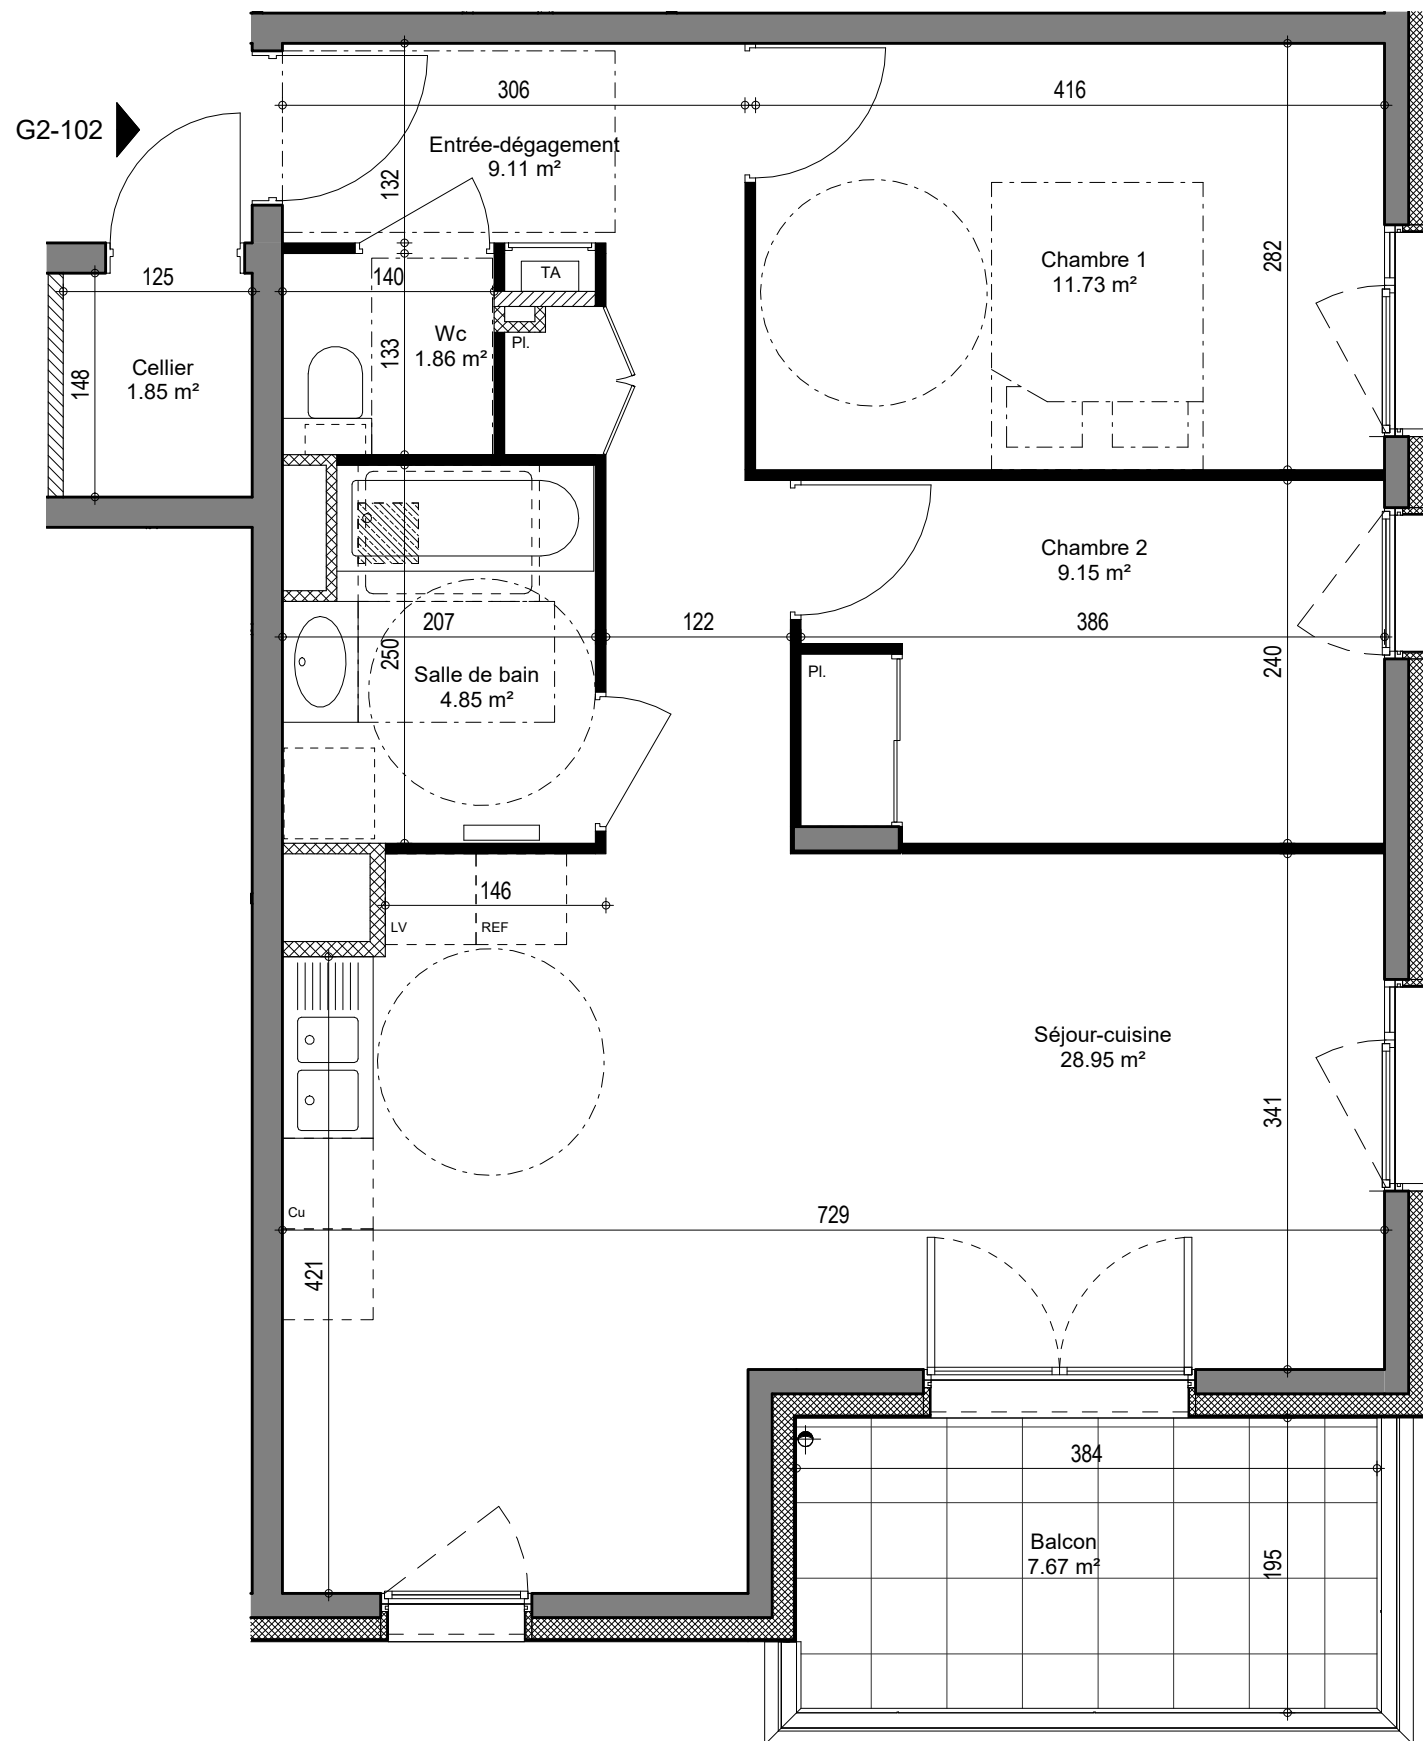 306
416
G2-102
Entrée-dégagement
9.11 m²
132
282
Chambre 1
11.73 m²
125
140
TA
Wc
1.86 m²
133
Pl.
Cellier
1.85 m²
148
Chambre 2
9.15 m²
207
122
386
250
240
Salle de bain
4.85 m²
Pl.
146
LV
REF
Séjour-cuisine
28.95 m²
341
Cu
729
421
384
Balcon
7.67 m²
195